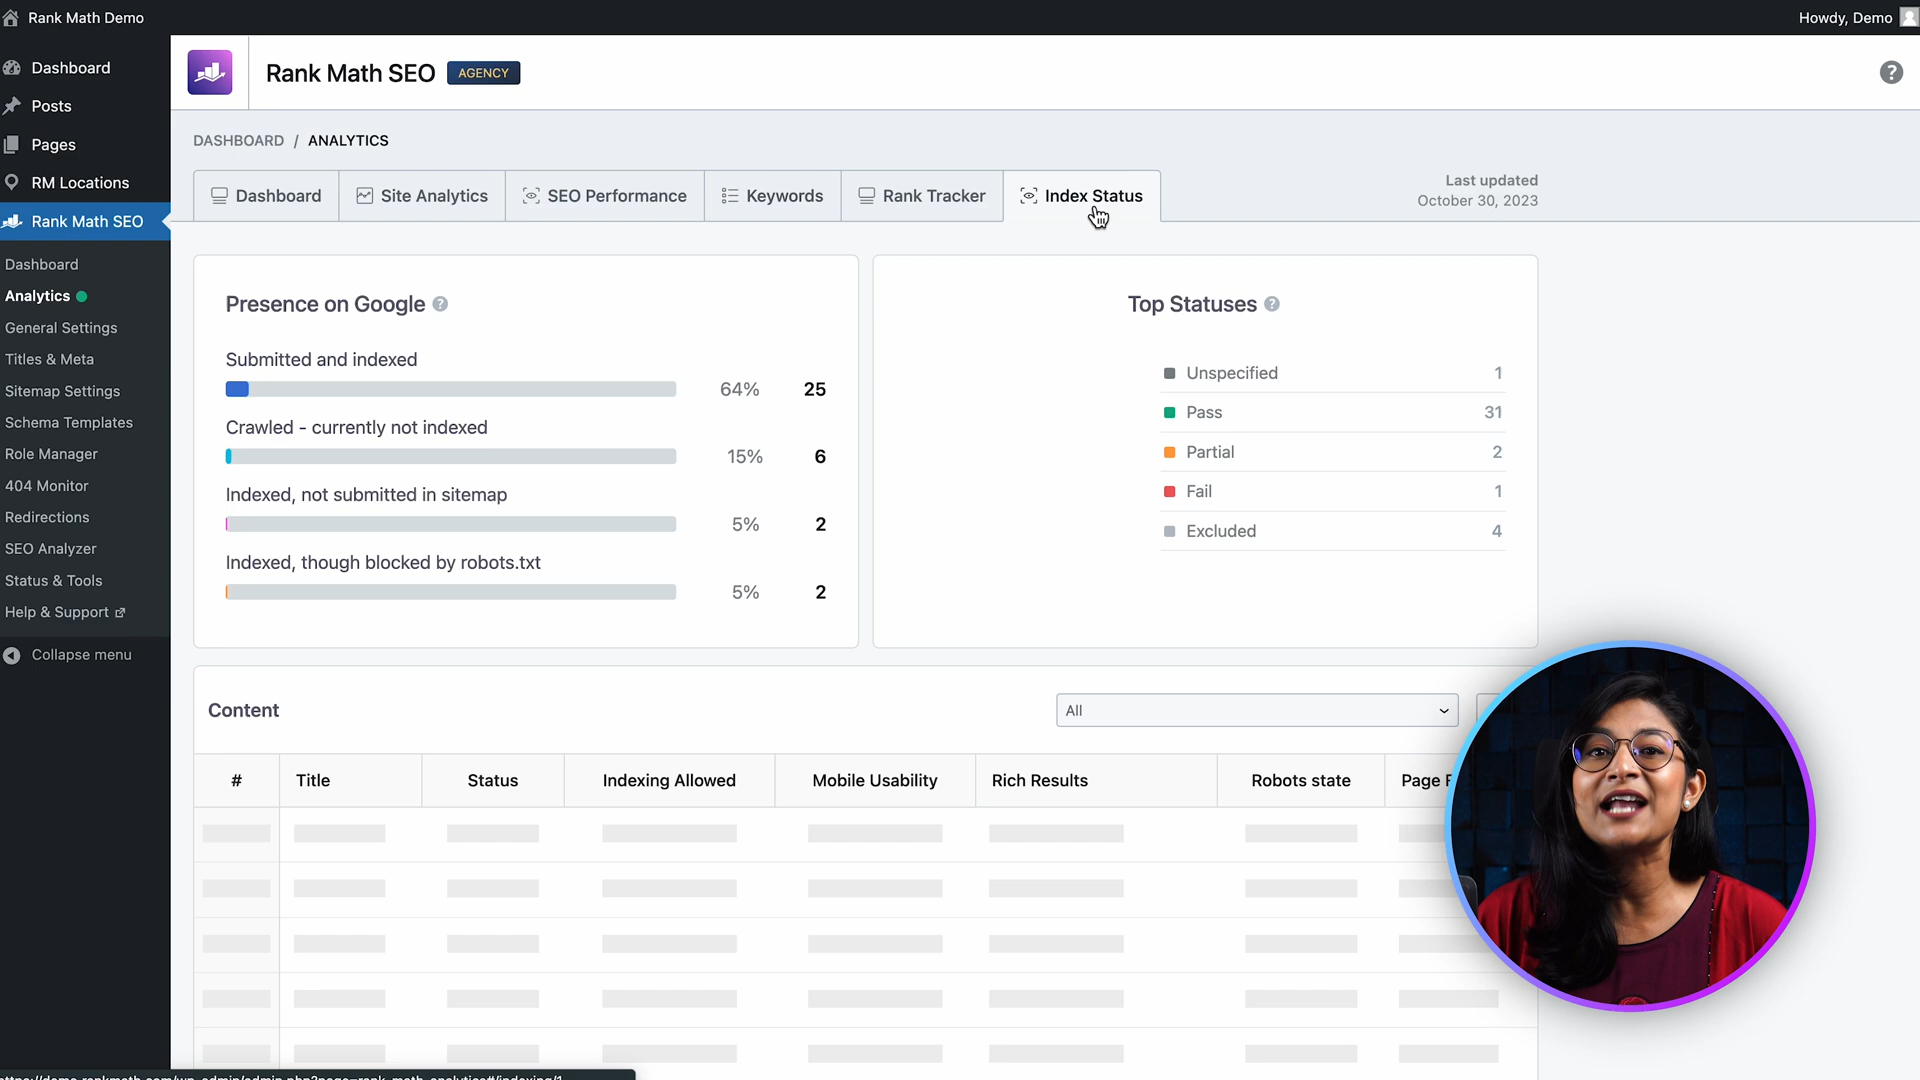 Rank Math Demo
Howdy, Demo
Dashboard
Posts
Pages
RM Locations
Rank Math SEO
Dashboard
Analytics
General Settings
Titles & Meta
Sitemap Settings
Schema Templates
Role Manager
404 Monitor
Redirections
SEO Analyzer
Status & Tools
Help & Support
Collapse menu
Rank Math SEO AGENCY
?
DASHBOARD / ANALYTICS
Dashboard
Site Analytics
SEO Performance
Keywords
Rank Tracker
Index Status
Last updated
October 30, 2023
Presence on Google ?
Submitted and indexed
64% 25
Crawled - currently not indexed
15% 6
Indexed, not submitted in sitemap
5% 2
Indexed, though blocked by robots.txt
5% 2
Top Statuses ?
Unspecified 1
Pass 31
Partial 2
Fail 1
Excluded 4
Content
All
# Title Status Indexing Allowed Mobile Usability Rich Results Robots state Page